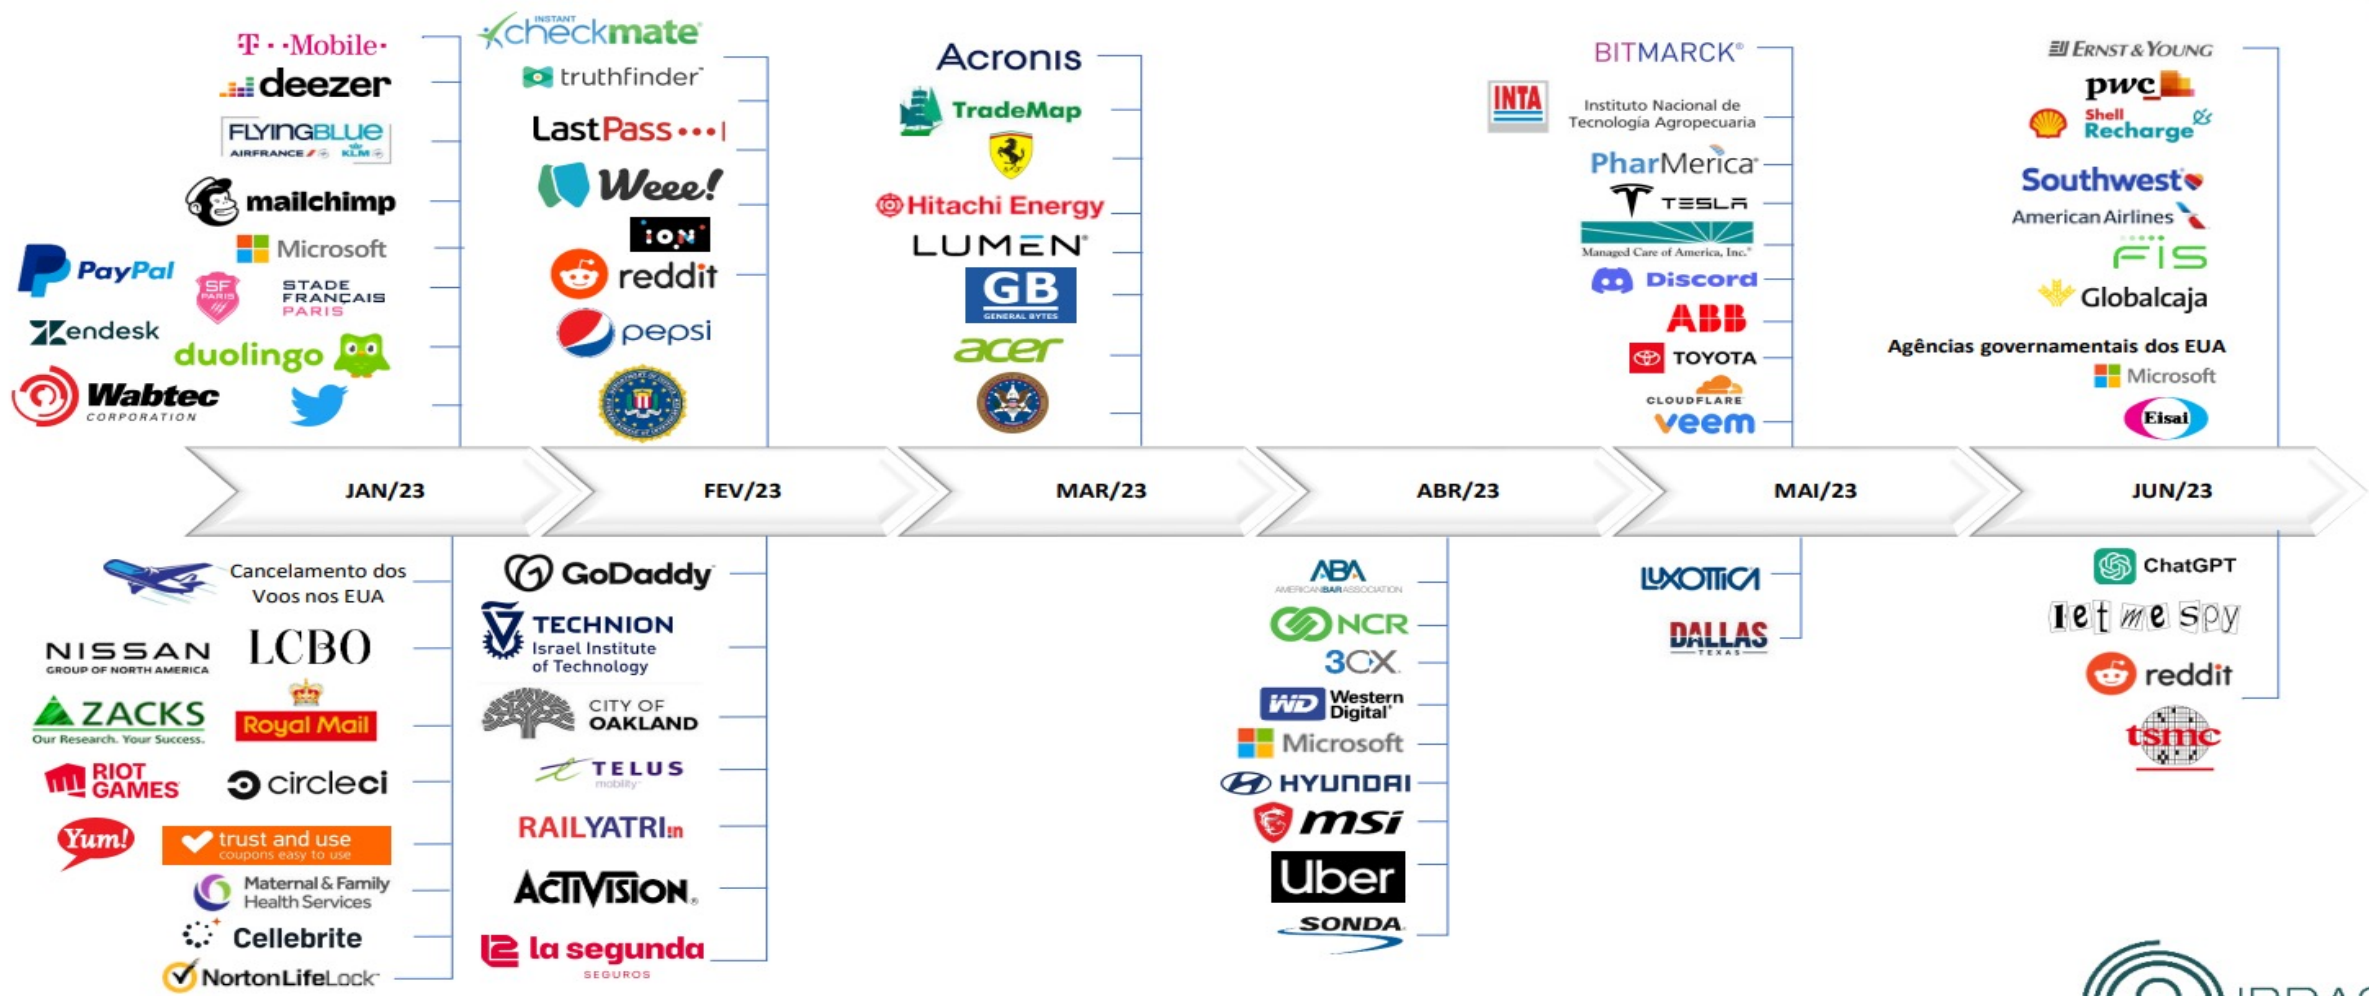 T··Mobile·
deezer
FLYINGBLUE
AIRFRANCE KLM
mailchimp
Microsoft
PayPal
SF
PARIS
STADE
FRANÇAIS
PARIS
zendesk
duolingo
Wabtec
CORPORATION
INSTANT
checkmate
truthfinder
LastPass
Weee!
ION
reddit
pepsi
Acronis
TradeMap
Hitachi Energy
LUMEN
GB
GENERAL BYTES
acer
BITMARCK
INTA
Instituto Nacional de
Tecnología Agropecuaria
PharMerica
TESLA
Managed Care of America, Inc.
Discord
ABB
TOYOTA
CLOUDFLARE
veem
ERNST & YOUNG
pwc
Shell
Recharge
Southwest
American Airlines
FIS
Globalcaja
Agências governamentais dos EUA
Microsoft
Eisai
JAN/23
FEV/23
MAR/23
ABR/23
MAI/23
JUN/23
Cancelamento dos
Voos nos EUA
NISSAN
GROUP OF NORTH AMERICA
LCBO
ZACKS
Our Research. Your Success.
Royal Mail
RIOT
GAMES
circleci
Yum!
trust and use
coupons easy to use
Maternal & Family
Health Services
Cellebrite
NortonLifeLock
GoDaddy
TECHNION
Israel Institute
of Technology
CITY OF
OAKLAND
TELUS
mobility
RAILYATRI.in
ACTIVISION
la segunda
SEGUROS
ABA
AMERICANBARASSOCIATION
NCR
3CX
WD Western
Digital
Microsoft
HYUNDAI
msi
Uber
SONDA
LUXOTTICA
DALLAS
TEXAS
ChatGPT
let me spy
reddit
tsmc